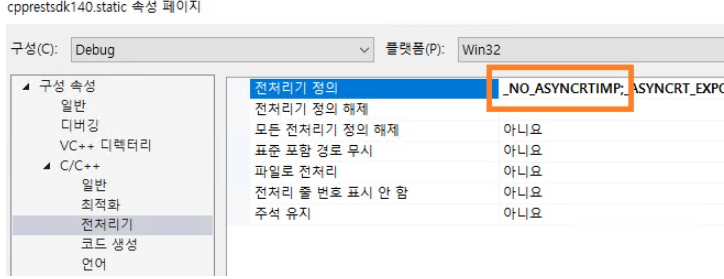 cpprestsdk140.static 속성 페이지
구성(C): Debug 플랫폼(P): Win32
구성 속성
일반
디버깅
VC++ 디렉터리
C/C++
일반
최적화
전처리기
코드 생성
언어
전처리기 정의 _NO_ASYNCRTIMP;_ASYNCRT_EXPO
전처리기 정의 해제
모든 전처리기 정의 해제 아니요
표준 포함 경로 무시 아니요
파일로 전처리 아니요
전처리 줄 번호 표시 안 함 아니요
주석 유지 아니요